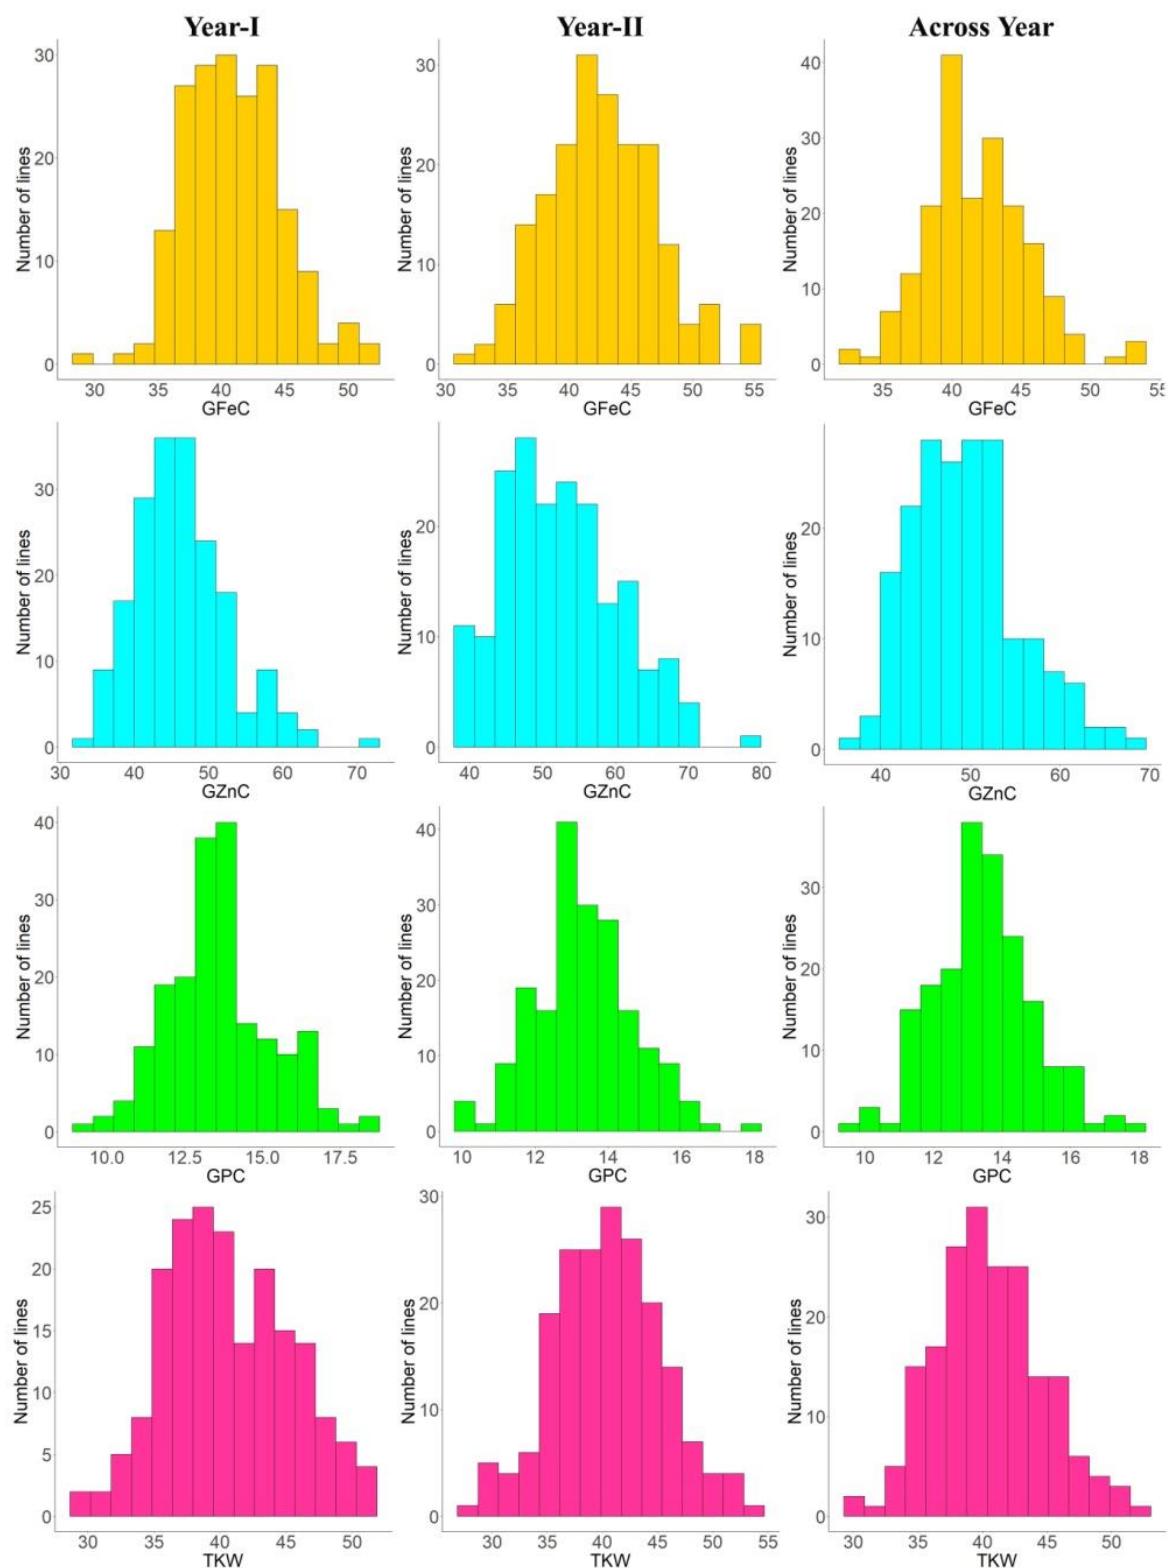 Year-I Year-II Across Year
Number of lines
30
20
10
0
30 35 40 45 50
GFeC
Number of lines
30
20
10
0
30 35 40 45 50 55
GFeC
Number of lines
40
30
20
10
0
35 40 45 50 55
GFeC
Number of lines
30
20
10
0
30 40 50 60 70
GZnC
Number of lines
20
10
0
40 50 60 70 80
GZnC
Number of lines
20
10
0
40 50 60 70
GZnC
Number of lines
40
30
20
10
0
10.0 12.5 15.0 17.5
GPC
Number of lines
40
30
20
10
0
10 12 14 16 18
GPC
Number of lines
30
20
10
0
10 12 14 16 18
GPC
Number of lines
25
20
15
10
5
0
30 35 40 45 50
TKW
Number of lines
30
20
10
0
30 35 40 45 50 55
TKW
Number of lines
30
20
10
0
30 35 40 45 50
TKW